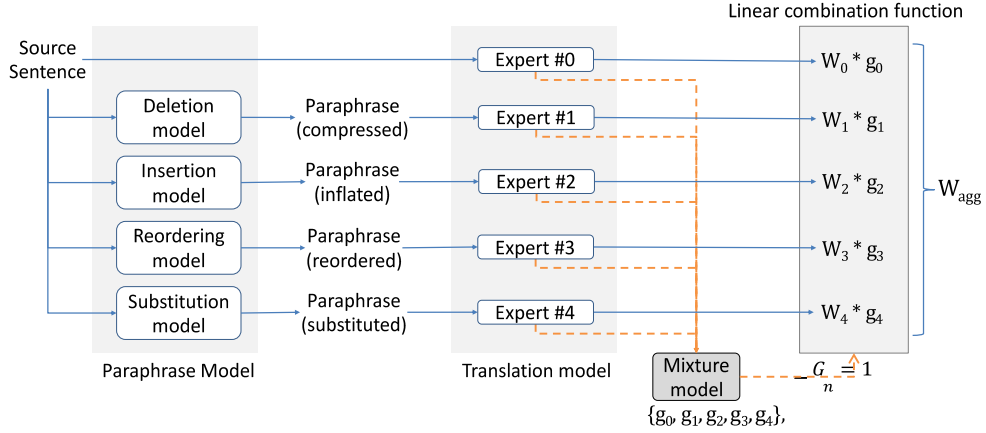 Linear combination function
Source
Sentence
Expert #0
W₀ * g₀
Deletion
model
Paraphrase
(compressed)
Expert #1
W₁ * g₁
Insertion
model
Paraphrase
(inflated)
Expert #2
W₂ * g₂
W_agg
Reordering
model
Paraphrase
(reordered)
Expert #3
W₃ * g₃
Substitution
model
Paraphrase
(substituted)
Expert #4
W₄ * g₄
Paraphrase Model
Translation model
Mixture
model
_ G = 1
n
{g₀, g₁, g₂, g₃, g₄},